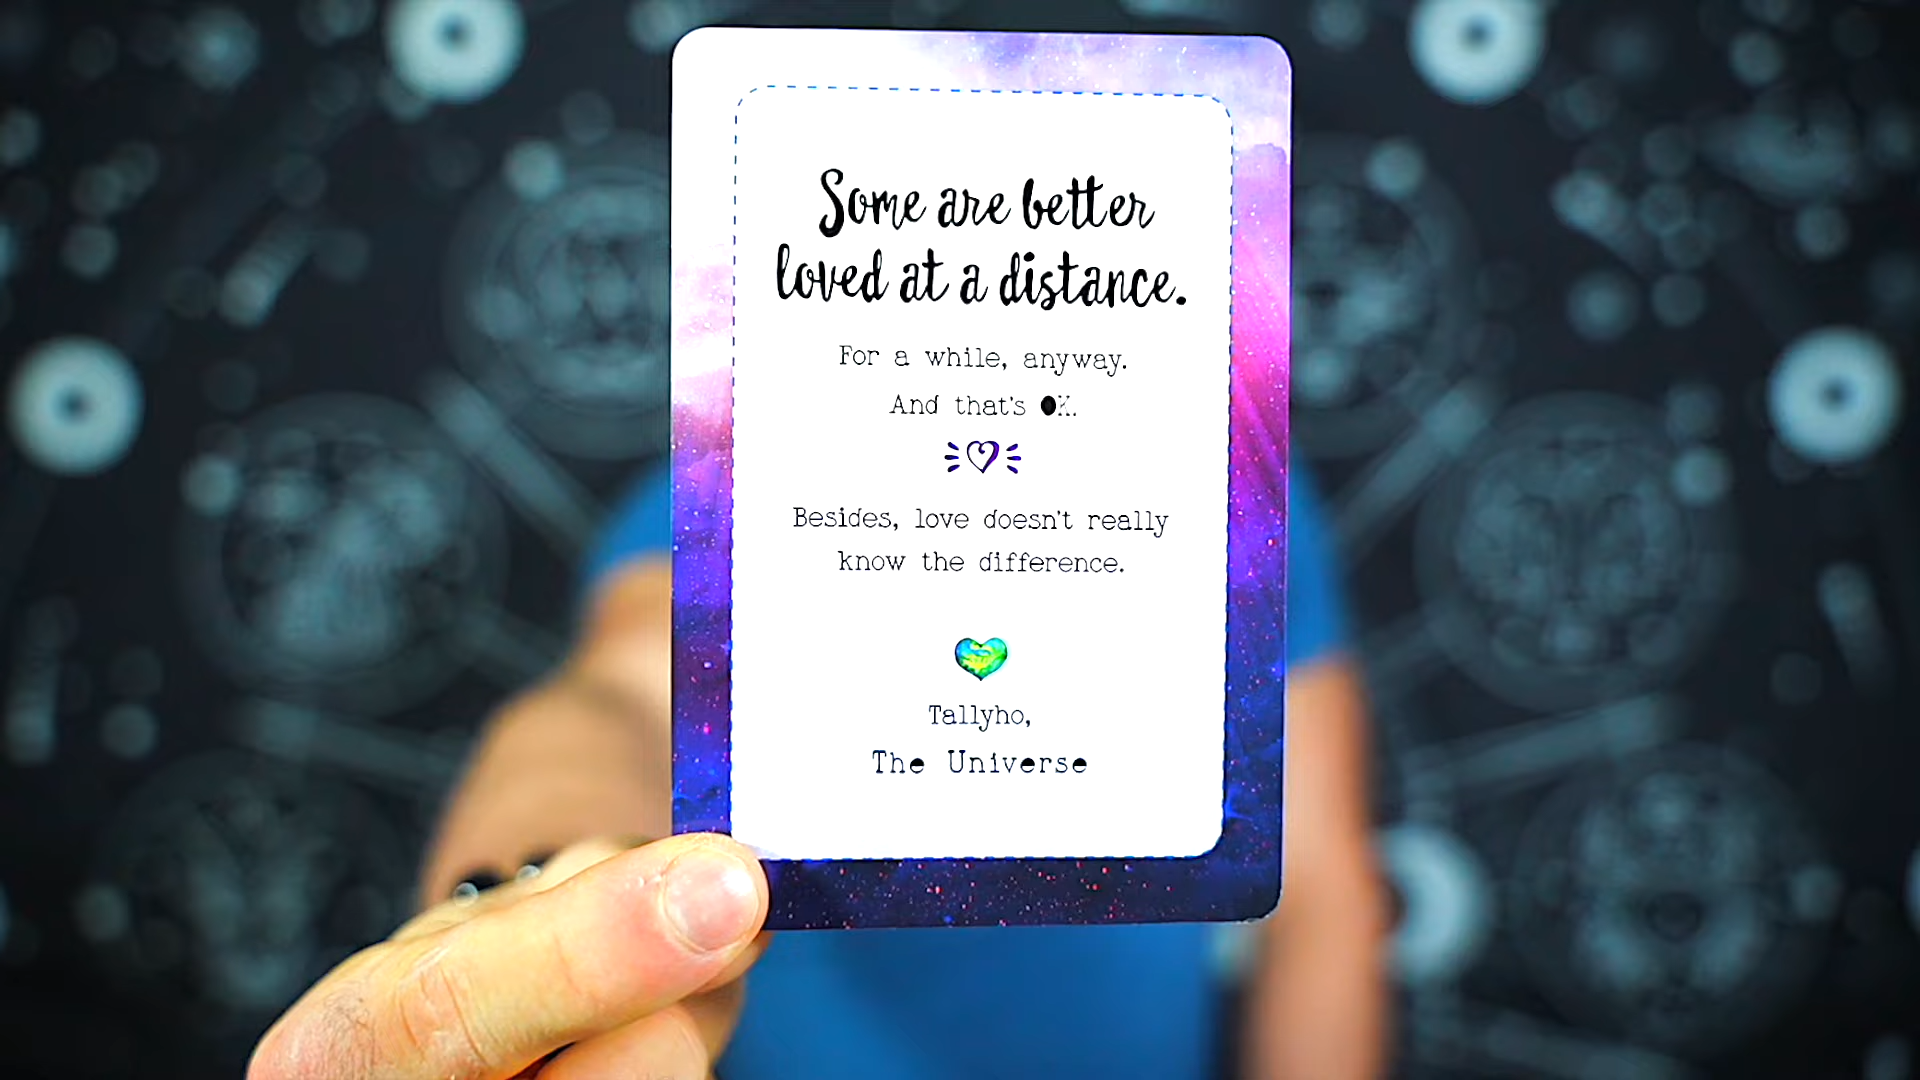 Some are better
loved at a distance.
For a while, anyway.
And that's OK.
Besides, love doesn't really
know the difference.
Tallyho,
The Universe